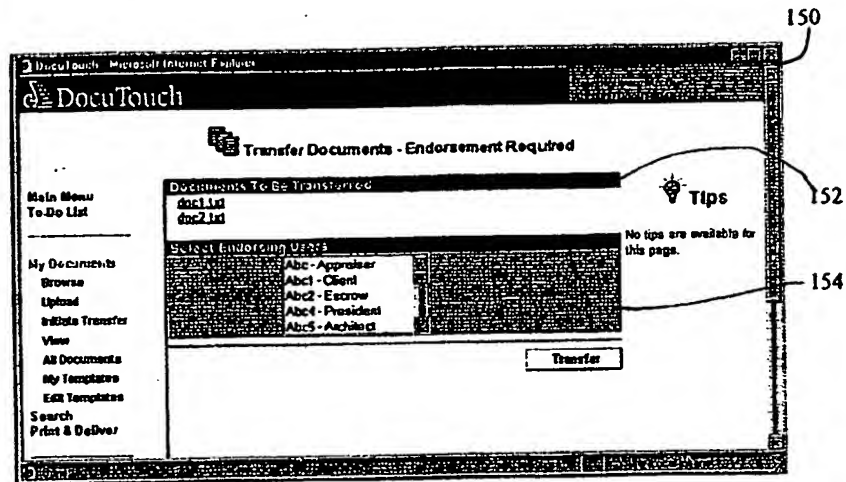 150
DocuTouch - Microsoft Internet Explorer
DocuTouch
Transfer Documents - Endorsement Required
Main Menu
To-Do List
My Documents
Browse
Upload
Initiate Transfer
View
All Documents
My Templates
Edit Templates
Search
Print & Deliver
Documents To Be Transferred
doc1.txt
doc2.txt
Select Endorsing Users
Abc - Appraiser
Abc1 - Client
Abc2 - Escrow
Abc4 - President
Abc5 - Architect
Transfer
Tips
No tips are available for
this page.
152
154